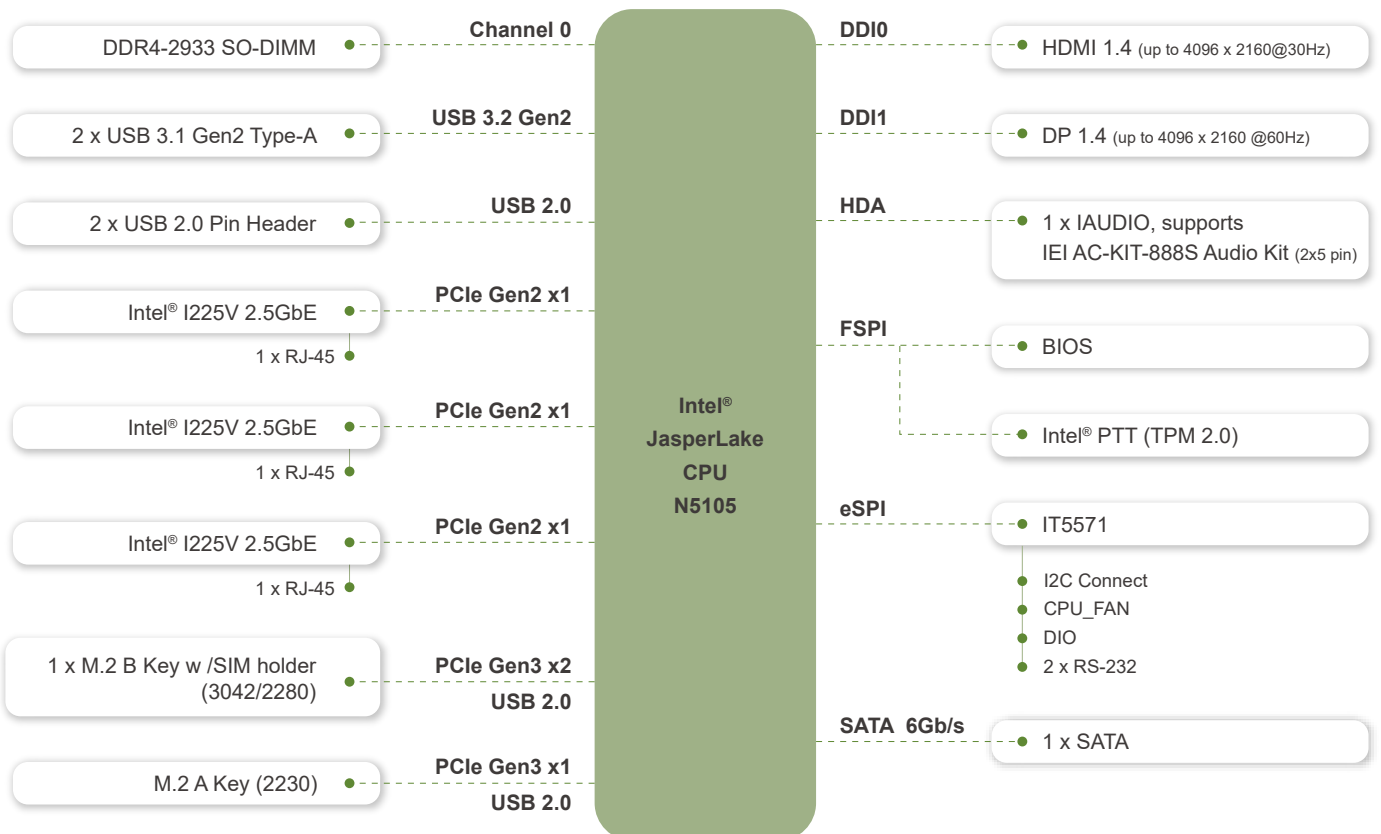 Channel 0
DDR4-2933 SO-DIMM
USB 3.2 Gen2
2 x USB 3.1 Gen2 Type-A
USB 2.0
2 x USB 2.0 Pin Header
PCIe Gen2 x1
Intel® I225V 2.5GbE
1 x RJ-45
PCIe Gen2 x1
Intel® I225V 2.5GbE
1 x RJ-45
PCIe Gen2 x1
Intel® I225V 2.5GbE
1 x RJ-45
1 x M.2 B Key w /SIM holder
(3042/2280)
PCIe Gen3 x2
USB 2.0
M.2 A Key (2230)
PCIe Gen3 x1
USB 2.0
Intel®
JasperLake
CPU
N5105
DDI0
HDMI 1.4 (up to 4096 x 2160@30Hz)
DDI1
DP 1.4 (up to 4096 x 2160 @60Hz)
HDA
1 x IAUDIO, supports
IEI AC-KIT-888S Audio Kit (2x5 pin)
FSPI
BIOS
Intel® PTT (TPM 2.0)
eSPI
IT5571
I2C Connect
CPU_FAN
DIO
2 x RS-232
SATA 6Gb/s
1 x SATA